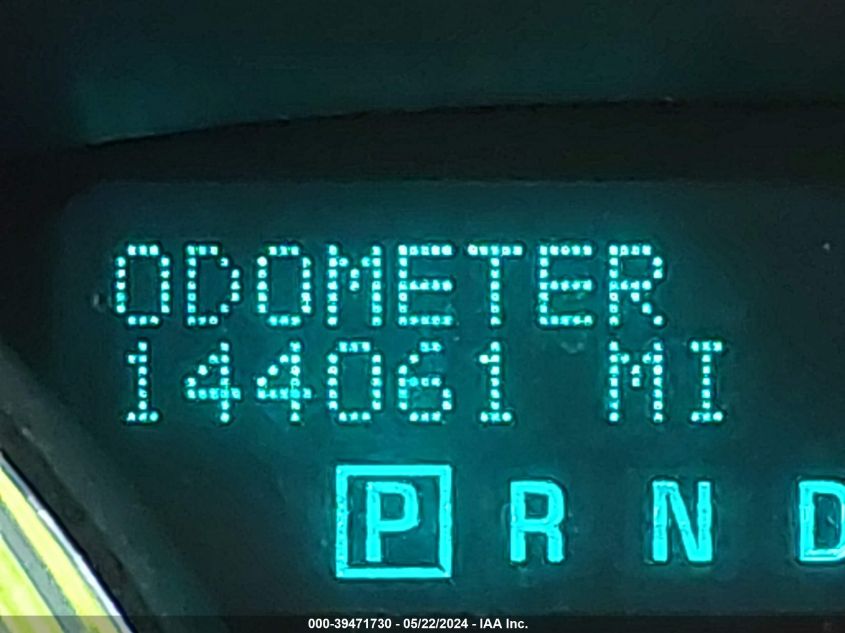 ODOMETER
144061 MI
P R N D
000-39471730 - 05/22/2024 - IAA Inc.